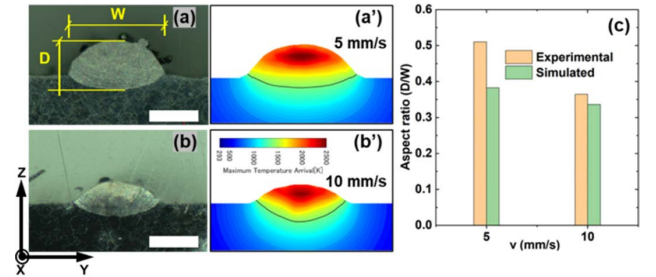 (a)
W
D
(a')
5 mm/s
(b)
(b')
293 500 1000 1500 2000 2500
Maximum Temperature Arrival[K]
10 mm/s
Z
X
Y
(c)
Experimental
Simulated
Aspect ratio (D/W)
0.6
0.5
0.4
0.3
0.2
0.1
0.0
5
10
v (mm/s)